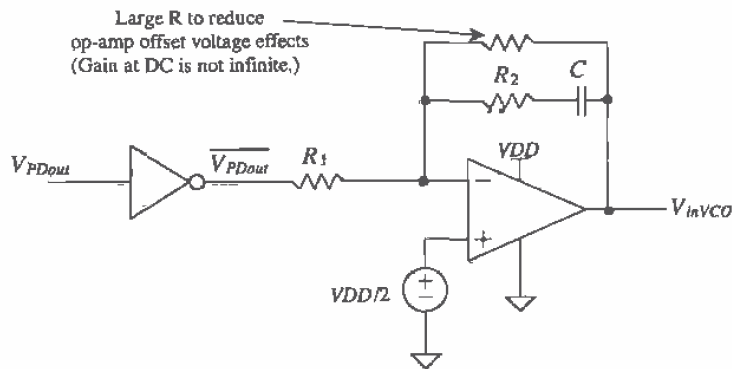 Large R to reduce
op-amp offset voltage effects
(Gain at DC is not infinite.)
R2
C
VPDout
VPDout
R1
VDD
−
+
VinVCO
VDD/2
+
−